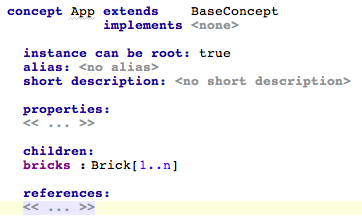 concept App extends BaseConcept
implements <none>
instance can be root: true
alias: <no alias>
short description: <no short description>
properties:
<< ... >>
children:
bricks : Brick[1..n]
references:
<< ... >>